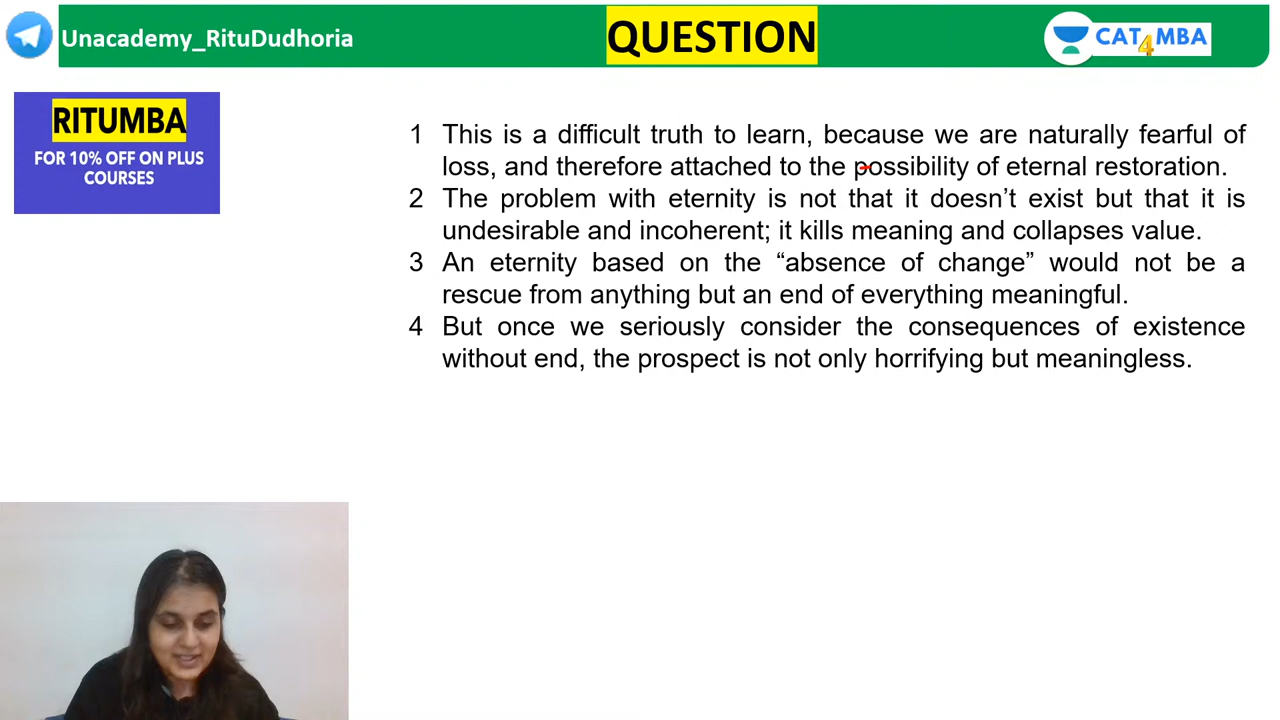 Unacademy_RituDudhoria
QUESTION
CAT4MBA
RITUMBA
FOR 10% OFF ON PLUS
COURSES
1 This is a difficult truth to learn, because we are naturally fearful of
loss, and therefore attached to the possibility of eternal restoration.
2 The problem with eternity is not that it doesn’t exist but that it is
undesirable and incoherent; it kills meaning and collapses value.
3 An eternity based on the “absence of change” would not be a
rescue from anything but an end of everything meaningful.
4 But once we seriously consider the consequences of existence
without end, the prospect is not only horrifying but meaningless.